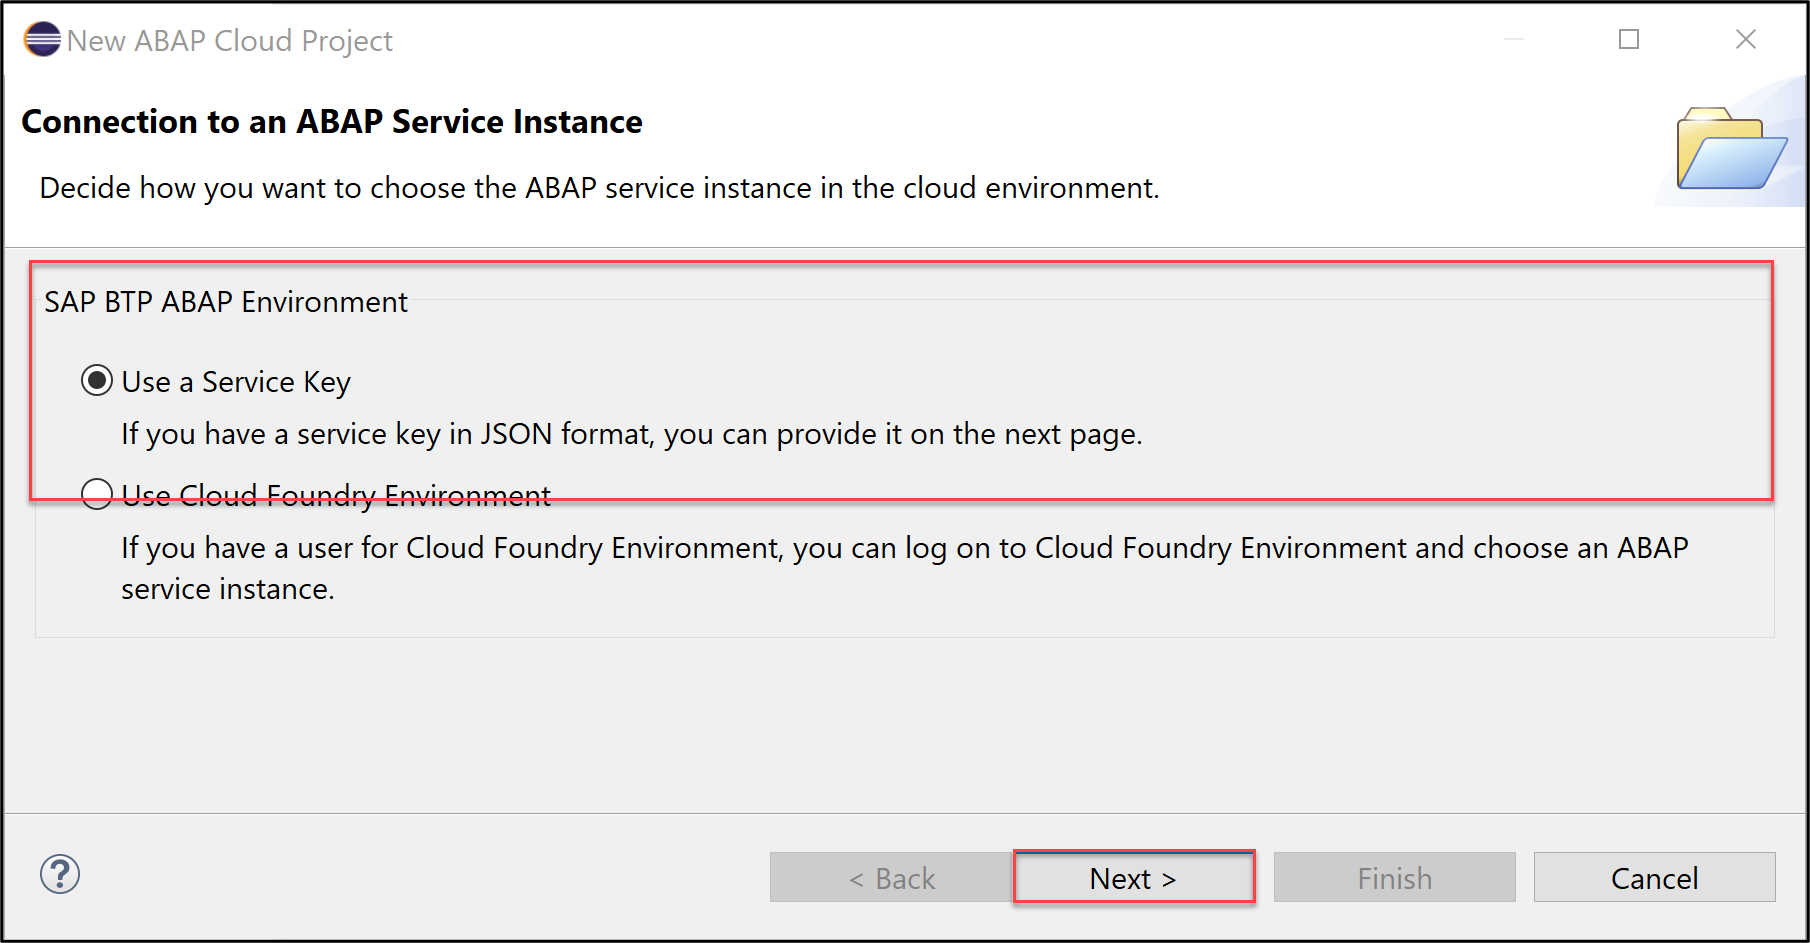 New ABAP Cloud Project
Connection to an ABAP Service Instance
Decide how you want to choose the ABAP service instance in the cloud environment.
SAP BTP ABAP Environment
Use a Service Key
If you have a service key in JSON format, you can provide it on the next page.
Use Cloud Foundry Environment
If you have a user for Cloud Foundry Environment, you can log on to Cloud Foundry Environment and choose an ABAP
service instance.
? < Back Next > Finish Cancel